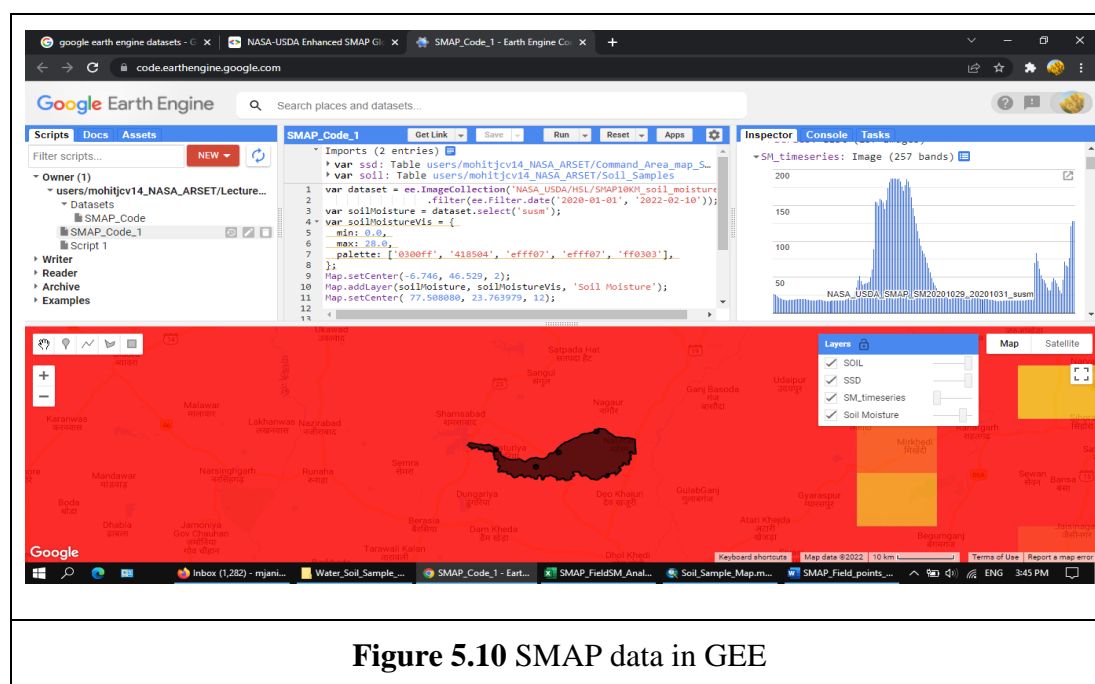 google earth engine datasets - G
NASA-USDA Enhanced SMAP Gl
SMAP_Code_1 - Earth Engine Co
code.earthengine.google.com
Google Earth Engine
Search places and datasets...
Scripts Docs Assets
Filter scripts...
NEW
Owner (1)
users/mohitjcv14_NASA_ARSET/Lecture...
Datasets
SMAP_Code
SMAP_Code_1
Script 1
Writer
Reader
Archive
Examples
SMAP_Code_1
Get Link Save Run Reset Apps
Imports (2 entries)
var ssd: Table users/mohitjcv14_NASA_ARSET/Command_Area_map_S...
var soil: Table users/mohitjcv14_NASA_ARSET/Soil_Samples
1 var dataset = ee.ImageCollection('NASA_USDA/HSL/SMAP10KM_soil_moisture
2 .filter(ee.Filter.date('2020-01-01', '2022-02-10'));
3 var soilMoisture = dataset.select('susm');
4 var soilMoistureVis = {
5 min: 0.0,
6 max: 28.0,
7 palette: ['0300ff', '418504', 'efff07', 'efff07', 'ff0303'],
8 };
9 Map.setCenter(-6.746, 46.529, 2);
10 Map.addLayer(soilMoisture, soilMoistureVis, 'Soil Moisture');
11 Map.setCenter( 77.508080, 23.763979, 12);
12
13
Inspector Console Tasks
SM_timeseries: Image (257 bands)
200
150
100
50
NASA_USDA_SMAP_SM20201029_20201031_susm
Layers
SOIL
SSD
SM_timeseries
Soil Moisture
Map Satellite
Ukawad
Satpada Hat
Sangul
Malawar
मालावर
Karanwas
करनवास
Lakhanwas
Nazirabad
Shamsabad
शमसाबाद
Nagaur
नागौर
Ganj Basoda
Udaipur
उदयपुर
Mirkhedi
Mandawar
Narsinghgarh
Runaha
Semra
Dungariya
Deo Khajuri
देव खजूरी
GulabGanj
Gyaraspur
Sewan
Bansa
Boda
बोडा
Dhabla
Jamoniya
Gov Chauhan
Berasia
Dam Kheda
Atari Khejda
Begumganj
Tarawali Kalan
Dhol Khedi
Google
Keyboard shortcuts
Map data ©2022
10 km
Terms of Use
Report a map error
Inbox (1,282) - mjani...
Water_Soil_Sample_...
SMAP_Code_1 - Eart...
SMAP_FieldSM_Anal...
Soil_Sample_Map.m...
SMAP_Field_points_...
ENG
3:45 PM
Figure 5.10 SMAP data in GEE